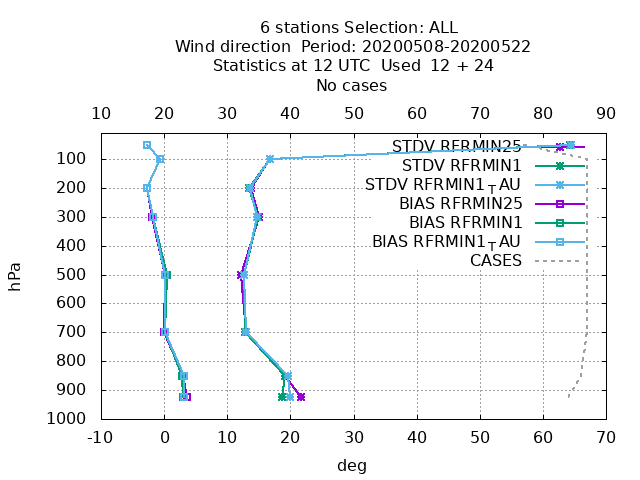 6 stations Selection: ALL
Wind direction  Period: 20200508-20200522
Statistics at 12 UTC  Used  12 + 24
No cases
10 20 30 40 50 60 70 80 90
STDV RFRMIN25
STDV RFRMIN1
STDV RFRMIN1TAU
BIAS RFRMIN25
BIAS RFRMIN1
BIAS RFRMIN1TAU
CASES
100
200
300
400
500
600
700
800
900
1000
hPa
-10 0 10 20 30 40 50 60 70
deg